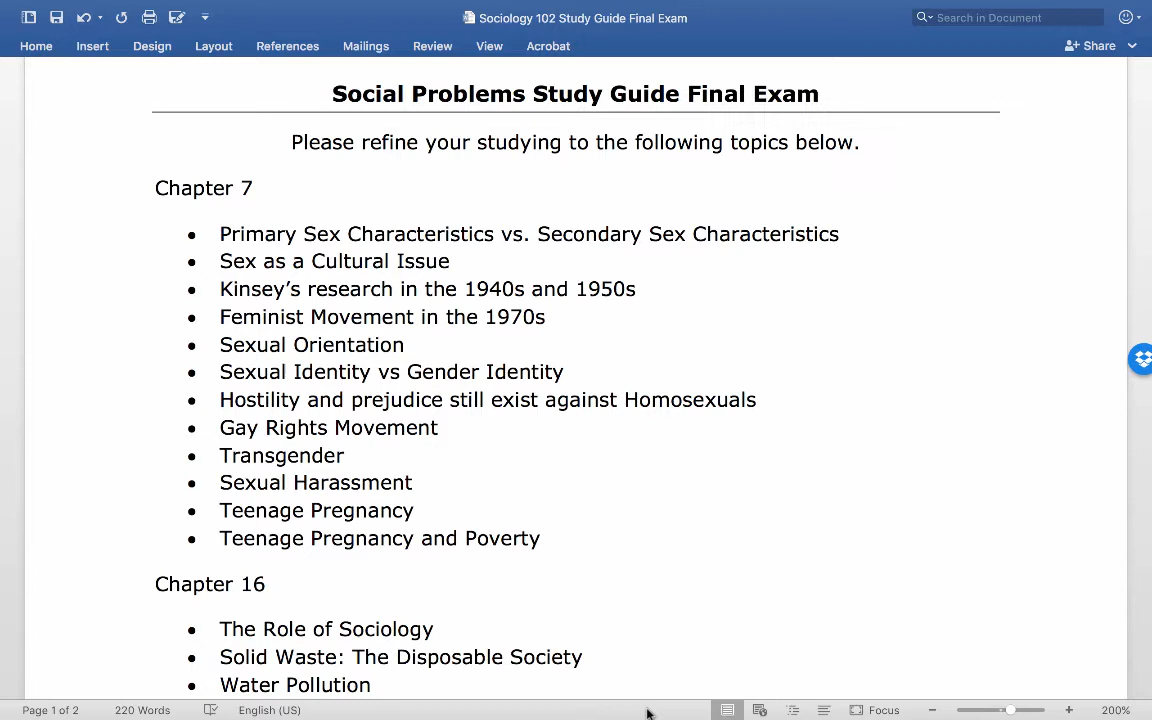 Sociology 102 Study Guide Final Exam
Search in Document
Home Insert Design Layout References Mailings Review View Acrobat Share
Social Problems Study Guide Final Exam
Please refine your studying to the following topics below.
Chapter 7
• Primary Sex Characteristics vs. Secondary Sex Characteristics
• Sex as a Cultural Issue
• Kinsey’s research in the 1940s and 1950s
• Feminist Movement in the 1970s
• Sexual Orientation
• Sexual Identity vs Gender Identity
• Hostility and prejudice still exist against Homosexuals
• Gay Rights Movement
• Transgender
• Sexual Harassment
• Teenage Pregnancy
• Teenage Pregnancy and Poverty
Chapter 16
• The Role of Sociology
• Solid Waste: The Disposable Society
• Water Pollution
Page 1 of 2 220 Words English (US) Focus 200%